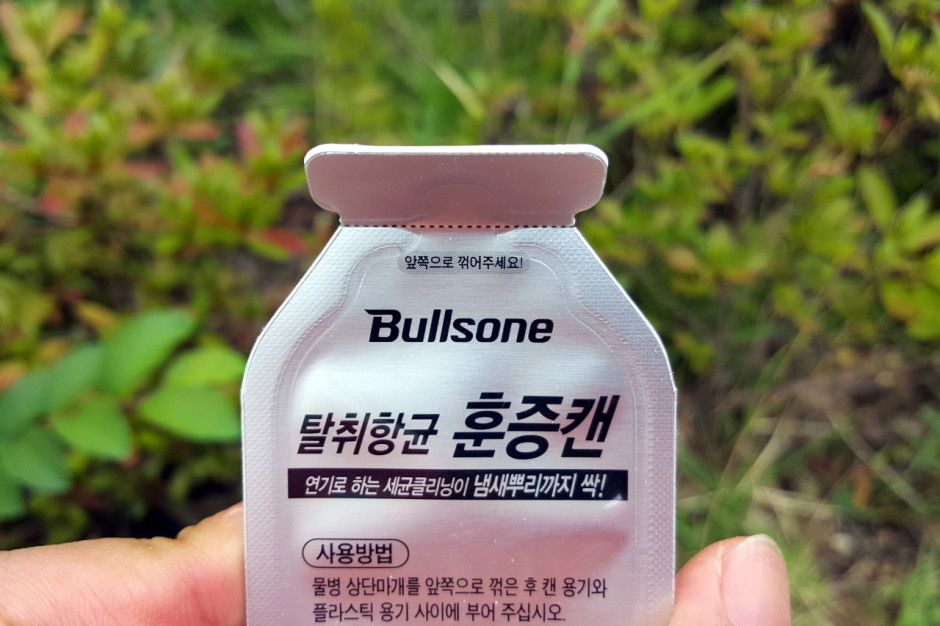 앞쪽으로 꺾어주세요!
Bullsone
탈취항균 훈증캔
연기로 하는 세균클리닝이 냄새뿌리까지 싹!
사용방법
물병 상단마개를 앞쪽으로 꺾은 후 캔 용기와
플라스틱 용기 사이에 부어 주십시오.